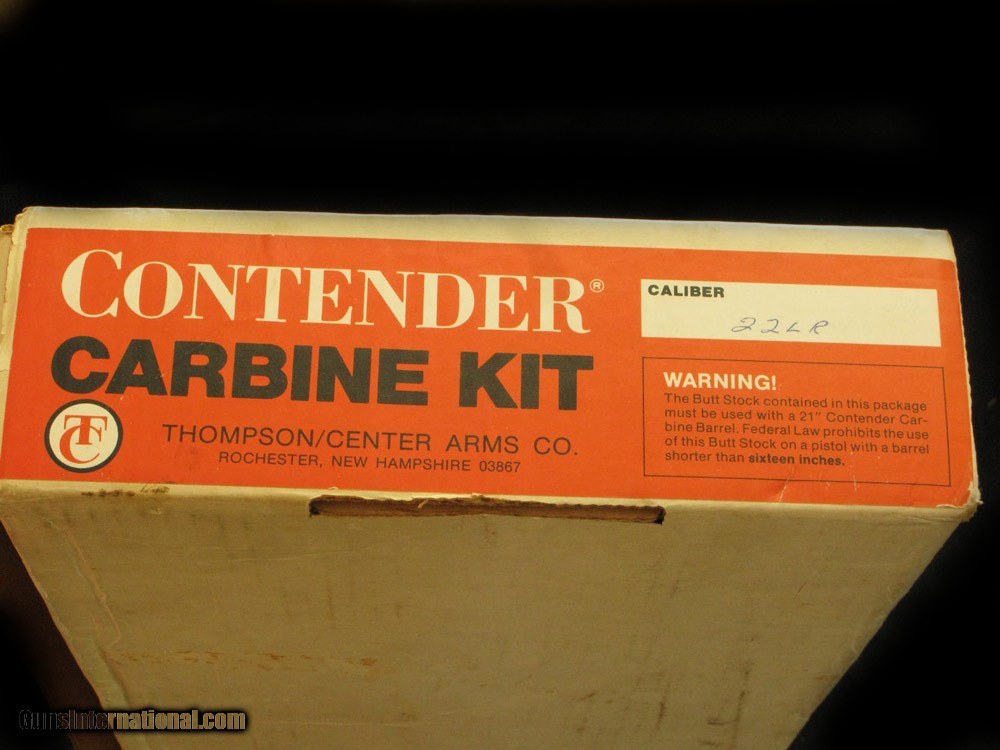 CONTENDER®
CARBINE KIT
TC
THOMPSON/CENTER ARMS CO.
ROCHESTER, NEW HAMPSHIRE 03867
CALIBER
22LR
WARNING!
The Butt Stock contained in this package
must be used with a 21" Contender Car-
bine Barrel. Federal Law prohibits the use
of this Butt Stock on a pistol with a barrel
shorter than sixteen inches.
GunsInternational.com